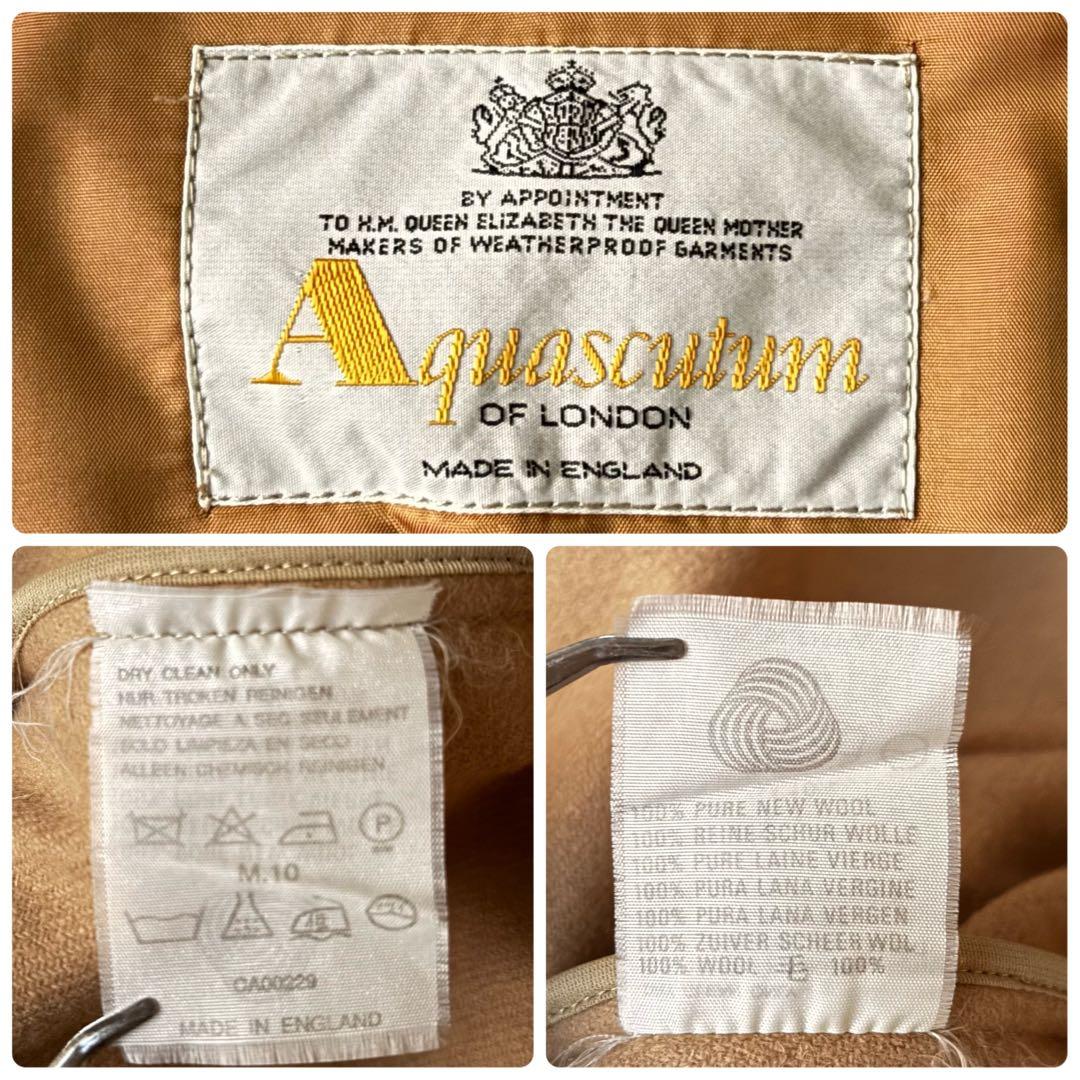 BY APPOINTMENT
TO H.M. QUEEN ELIZABETH THE QUEEN MOTHER
MAKERS OF WEATHERPROOF GARMENTS
Aquascutum
OF LONDON
MADE IN ENGLAND
DRY CLEAN ONLY
NUR TROKEN REINIGEN
NETTOYAGE A SEC SEULEMENT
SOLO LIMPIEZA EN SECO
ALLEEN CHEMISCH REINIGEN
P
M.10
CA00229
MADE IN ENGLAND
100% PURE NEW WOOL
100% REINE SCHUR WOLLE
100% PURE LAINE VIERGE
100% PURA LANA VERGINE
100% PURA LANA VERGEN
100% ZUIVER SCHEER WOL
100% WOOL 毛 100%